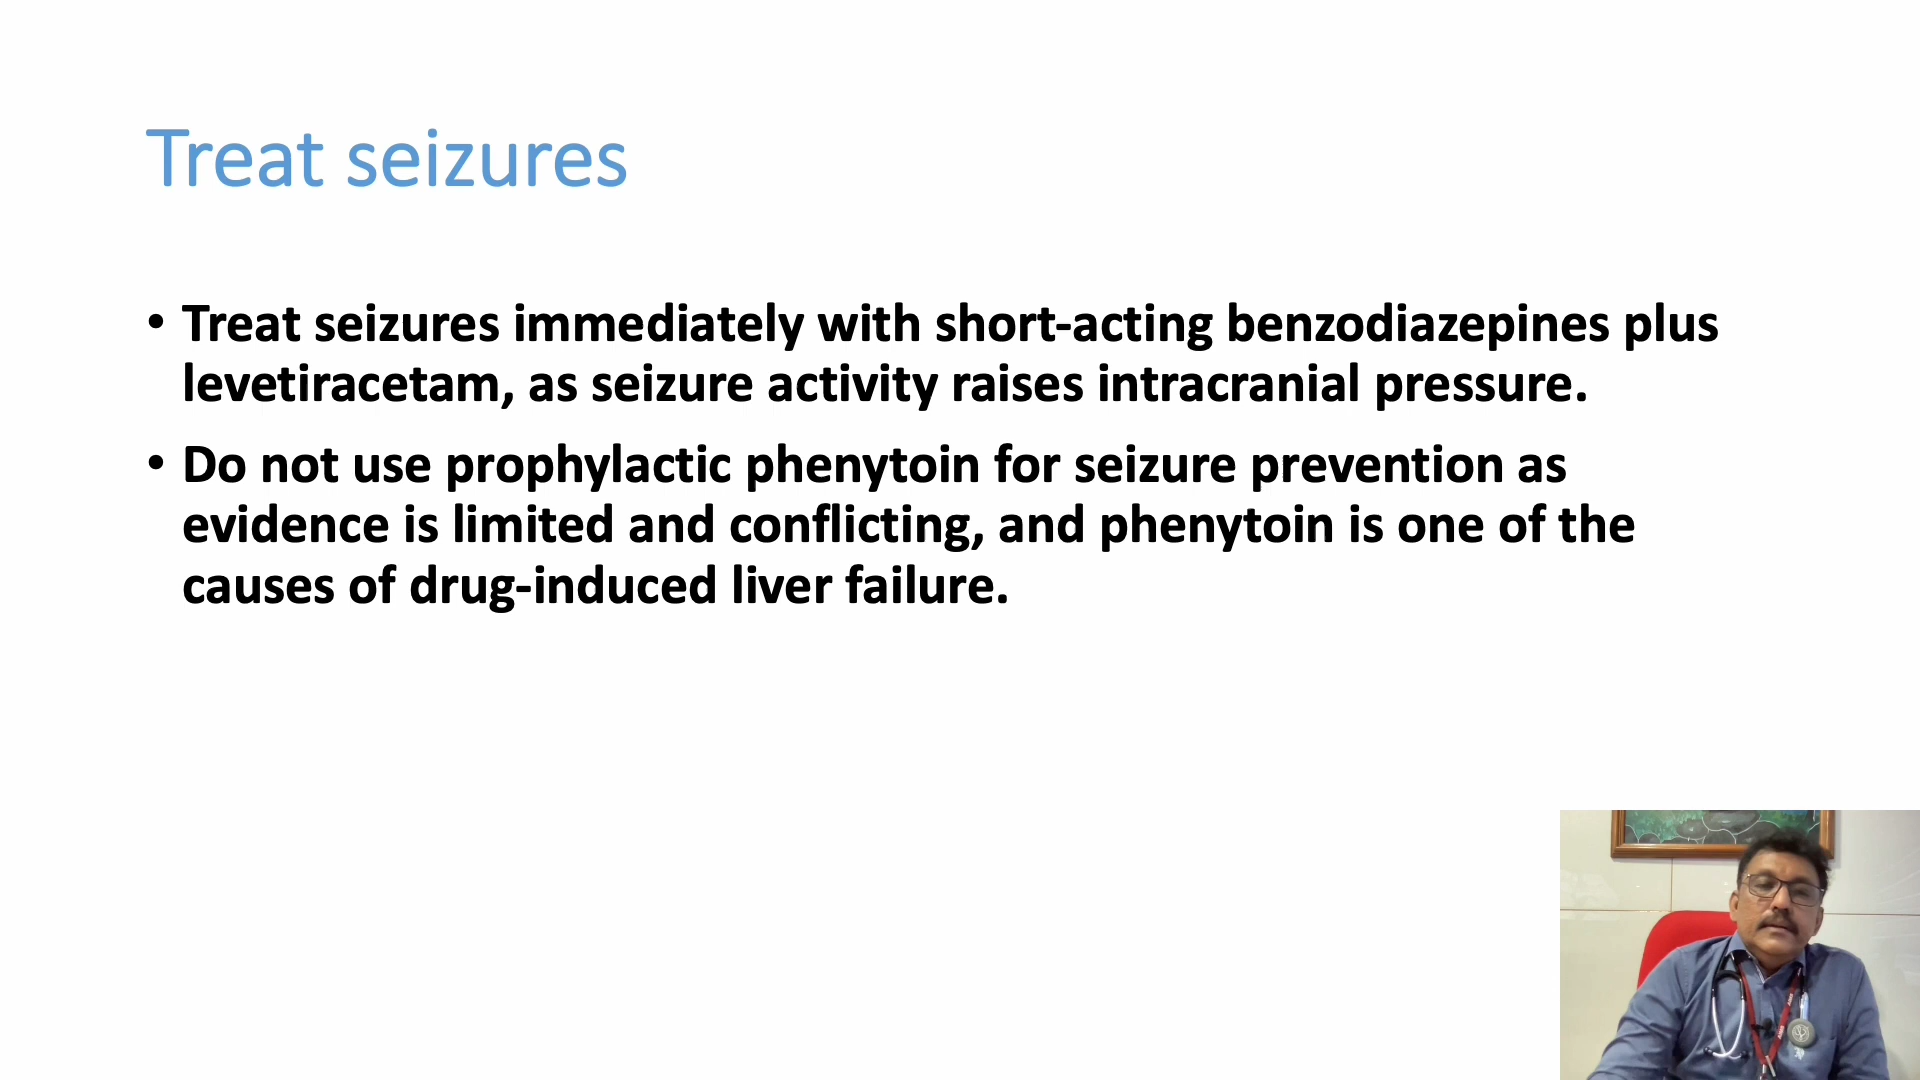 Treat seizures
• Treat seizures immediately with short-acting benzodiazepines plus
levetiracetam, as seizure activity raises intracranial pressure.
• Do not use prophylactic phenytoin for seizure prevention as
evidence is limited and conflicting, and phenytoin is one of the
causes of drug-induced liver failure.